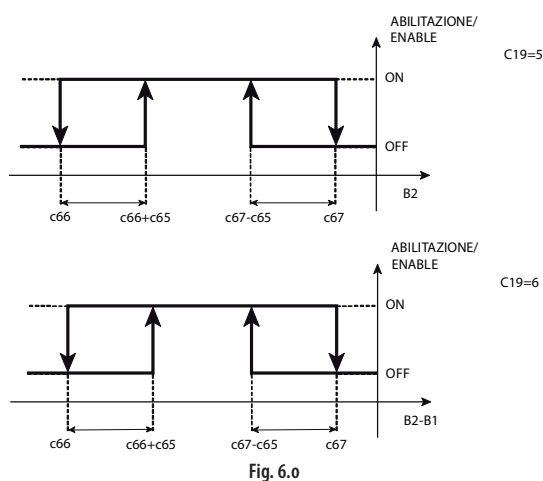 ABILITAZIONE/
ENABLE
C19=5
ON
OFF
B2
c66 c66+c65 c67-c65 c67
ABILITAZIONE/
ENABLE
C19=6
ON
OFF
B2-B1
c66 c66+c65 c67-c65 c67
Fig. 6.o